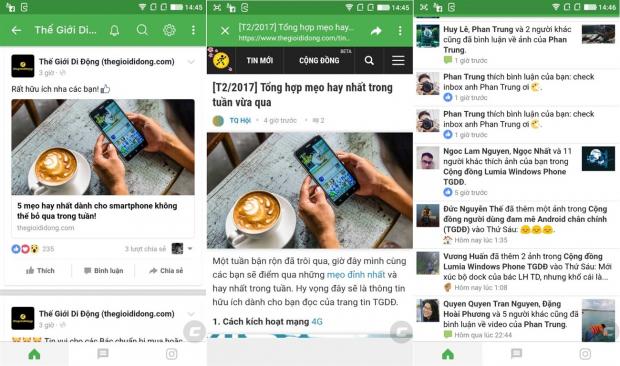 14:45
Thế Giới Di Động (thegioididong.com)
3 giờ
Rất hữu ích nha các bạn!
5 mẹo hay nhất dành cho smartphone không
thể bỏ qua trong tuần!
thegioididong.com
235
3 lượt chia sẻ
Thích
Bình luận
Chia sẻ
Thế Giới Di Động (thegioididong.com)
3 giờ
14:45
[T2/2017] Tổng hợp mẹo hay...
https://www.thegioididong.com/tin...
TIN MỚI
CỘNG ĐỒNG
BETA
[T2/2017] Tổng hợp mẹo hay nhất trong
tuần vừa qua
TQ Hội
4 giờ trước
2
Một tuần bận rộn đã trôi qua, giờ đây mình cùng
các bạn sẽ điểm qua những mẹo đỉnh nhất và
hay nhất trong tuần. Hy vọng đây sẽ là thông tin
hữu ích dành cho bạn đọc của trang tin TGDĐ.
1. Cách kích hoạt mạng 4G
14:46
Huy Lê, Phan Trung và 2 người khác
cũng đã bình luận về ảnh của Phan
Trung.
1 giờ trước
Phan Trung thích bình luận của bạn: check
inbox anh Phan Trung ơi
1 giờ trước
Phan Trung thích bình luận của bạn: check
inbox anh Phan Trung ơi
1 giờ trước
Ngọc Lam Nguyen, Ngọc Nhất và 11
người khác thích ảnh của bạn trong
Cộng đồng Lumia Windows Phone
TGDĐ.
5 giờ trước
Đức Nguyên Thế đã thêm một ảnh trong Cộng
đồng người dùng đam mê Android chân chính
(TGDĐ) vào Thứ Sáu:
Hôm nay lúc 1:35
Vương Huấn đã thêm 2 ảnh trong Cộng đồng
Lumia Windows Phone TGDĐ vào Thứ Sáu: Mới
xúc bộ dock của bác LH TD, nhưng khổ cái là...
Hôm nay lúc 1:08
Quyen Quyen Tran Nguyen, Đặng
Hoài Phương và 5 người khác cũng đã
bình luận về video của Phan Trung.
Hôm qua lúc 22:44